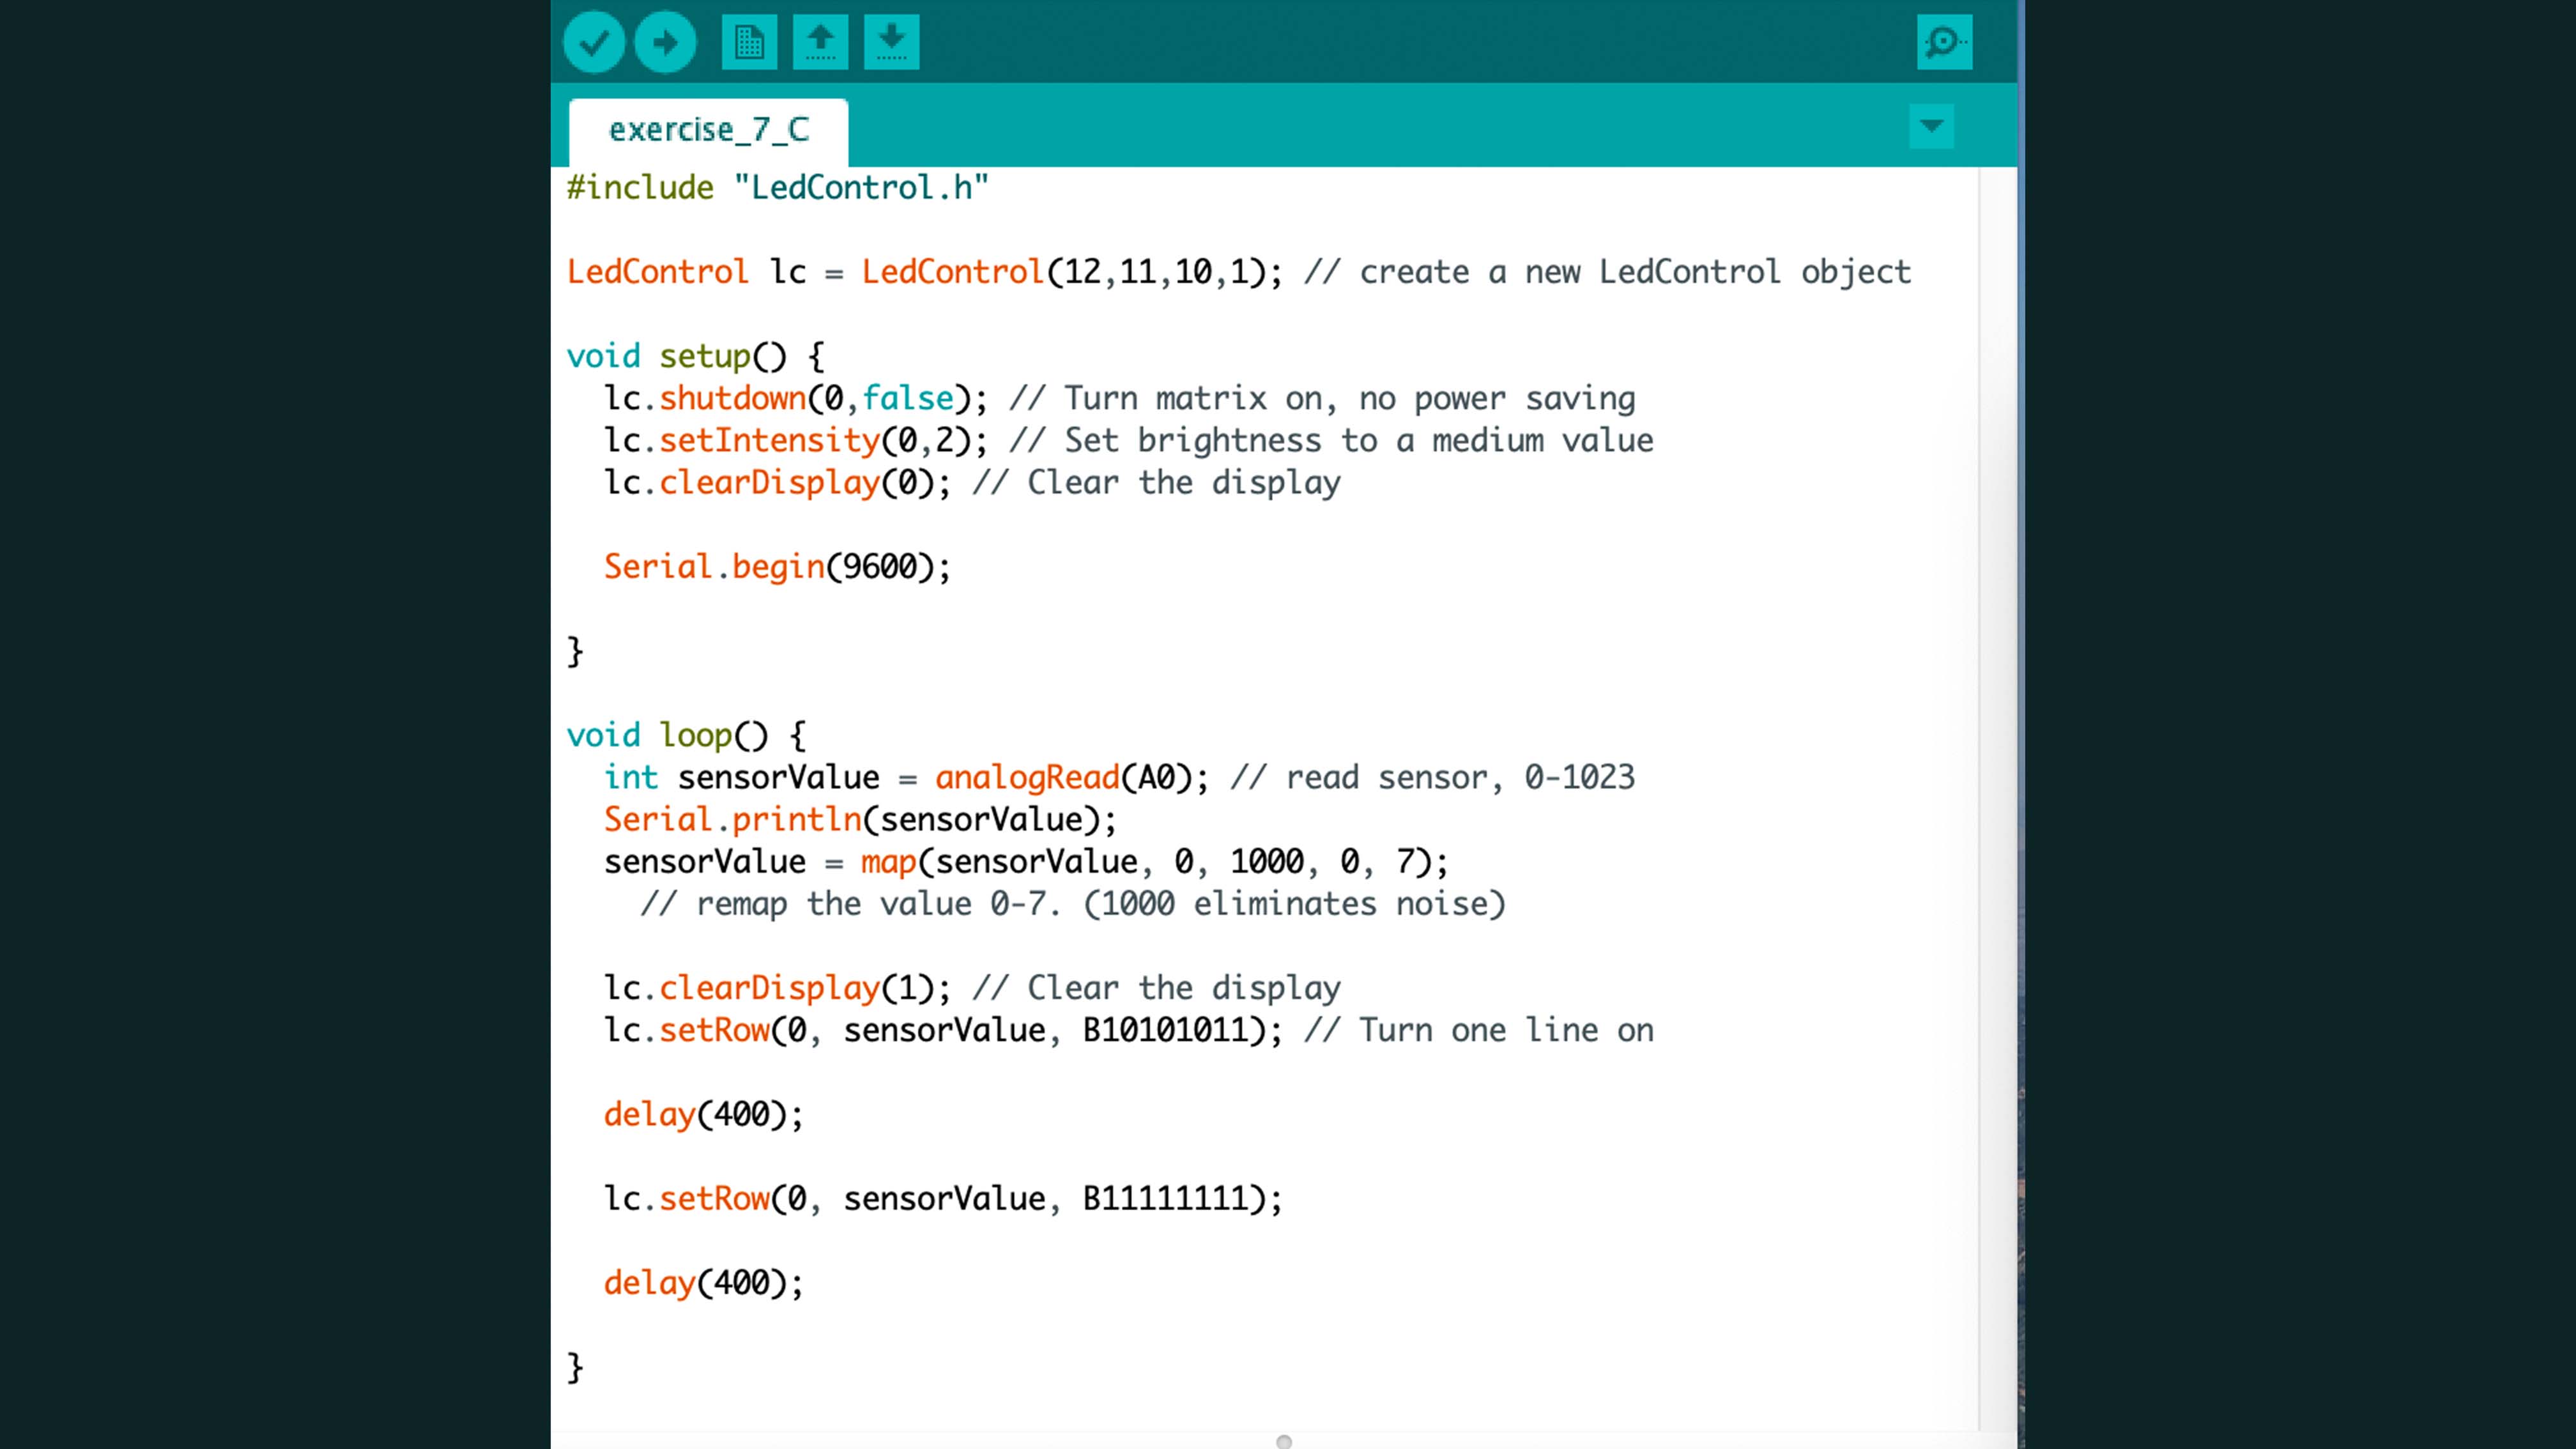 exercise_7_C
#include "LedControl.h"
LedControl lc = LedControl(12,11,10,1); // create a new LedControl object
void setup() {
lc.shutdown(0,false); // Turn matrix on, no power saving
lc.setIntensity(0,2); // Set brightness to a medium value
lc.clearDisplay(0); // Clear the display
Serial.begin(9600);
}
void loop() {
int sensorValue = analogRead(A0); // read sensor, 0-1023
Serial.println(sensorValue);
sensorValue = map(sensorValue, 0, 1000, 0, 7);
// remap the value 0-7. (1000 eliminates noise)
lc.clearDisplay(1); // Clear the display
lc.setRow(0, sensorValue, B10101011); // Turn one line on
delay(400);
lc.setRow(0, sensorValue, B11111111);
delay(400);
}